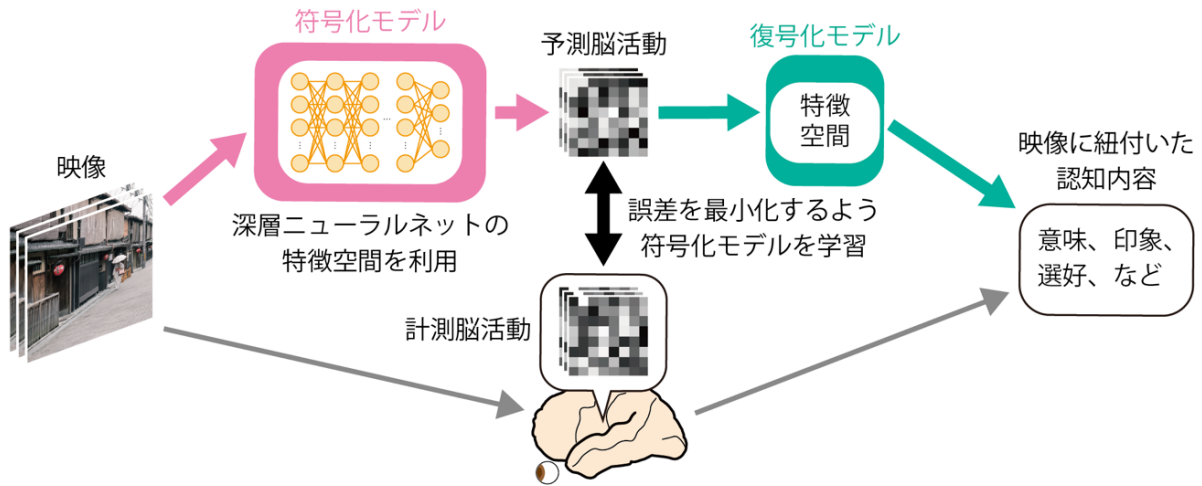 符号化モデル
予測脳活動
復号化モデル
特徴
空間
映像
映像に紐付いた
認知内容
深層ニューラルネットの
特徴空間を利用
誤差を最小化するよう
符号化モデルを学習
意味、印象、
選好、など
計測脳活動